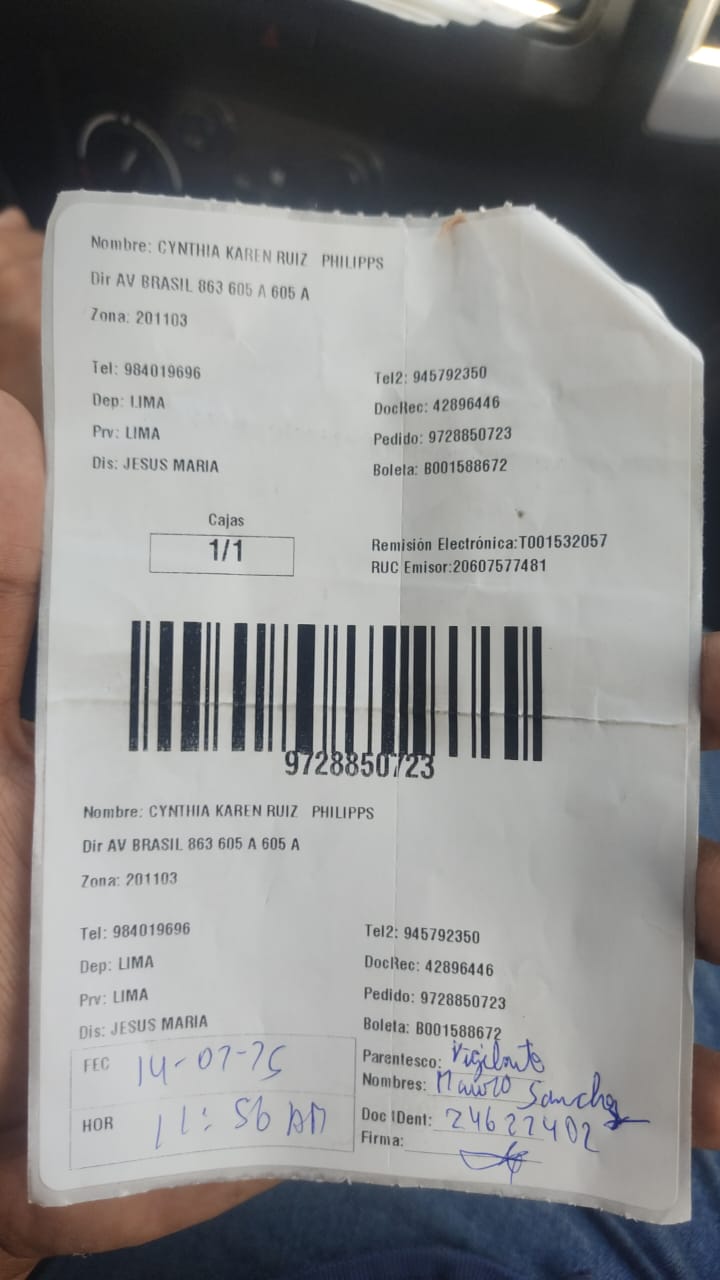 Nombre: CYNTHIA KAREN RUIZ PHILIPPS
Dir AV BRASIL 863 605 A 605 A
Zona: 201103
Tel: 984019696 Tel2: 945792350
Dep: LIMA DocRec: 42896446
Prv: LIMA Pedido: 9728850723
Dis: JESUS MARIA Boleta: B001588672
Cajas
1/1
Remisión Electrónica:T001532057
RUC Emisor:20607577481
9728850723
Nombre: CYNTHIA KAREN RUIZ PHILIPPS
Dir AV BRASIL 863 605 A 605 A
Zona: 201103
Tel: 984019696 Tel2: 945792350
Dep: LIMA DocRec: 42896446
Prv: LIMA Pedido: 9728850723
Dis: JESUS MARIA Boleta: B001588672
FEC 14-07-25
Parentesco: Vigilante
Nombres: Mauro Sanchez
HOR 11:56 AM
Doc IDent: 24622402
Firma: